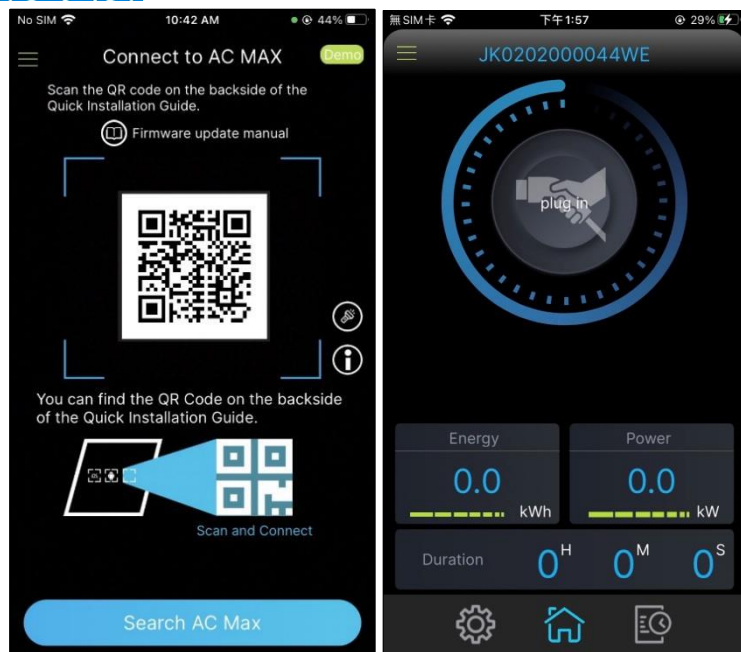 No SIM 10:42 AM 44%
Connect to AC MAX Demo
Scan the QR code on the backside of the
Quick Installation Guide.
Firmware update manual
You can find the QR Code on the backside
of the Quick Installation Guide.
Scan and Connect
Search AC Max
無SIM卡 下午1:57 29%
JK0202000044WE
plug in
Energy
0.0
kWh
Power
0.0
kW
Duration 0H 0M 0S